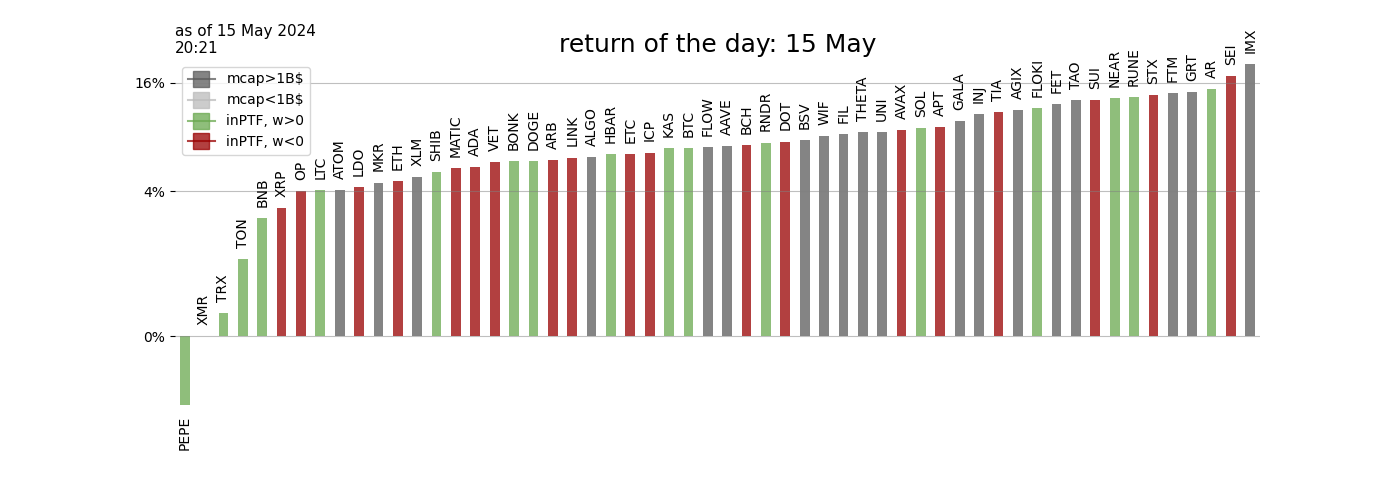 as of 15 May 2024
20:21
return of the day: 15 May
mcap>1B$
mcap<1B$
inPTF, w>0
inPTF, w<0
16%
4%
0%
PEPE
XMR
TRX
TON
BNB
XRP
OP
LTC
ATOM
LDO
MKR
ETH
XLM
SHIB
MATIC
ADA
VET
BONK
DOGE
ARB
LINK
ALGO
HBAR
ETC
ICP
KAS
BTC
FLOW
AAVE
BCH
RNDR
DOT
BSV
WIF
FIL
THETA
UNI
AVAX
SOL
APT
GALA
INJ
TIA
AGIX
FLOKI
FET
TAO
SUI
NEAR
RUNE
STX
FTM
GRT
AR
SEI
IMX